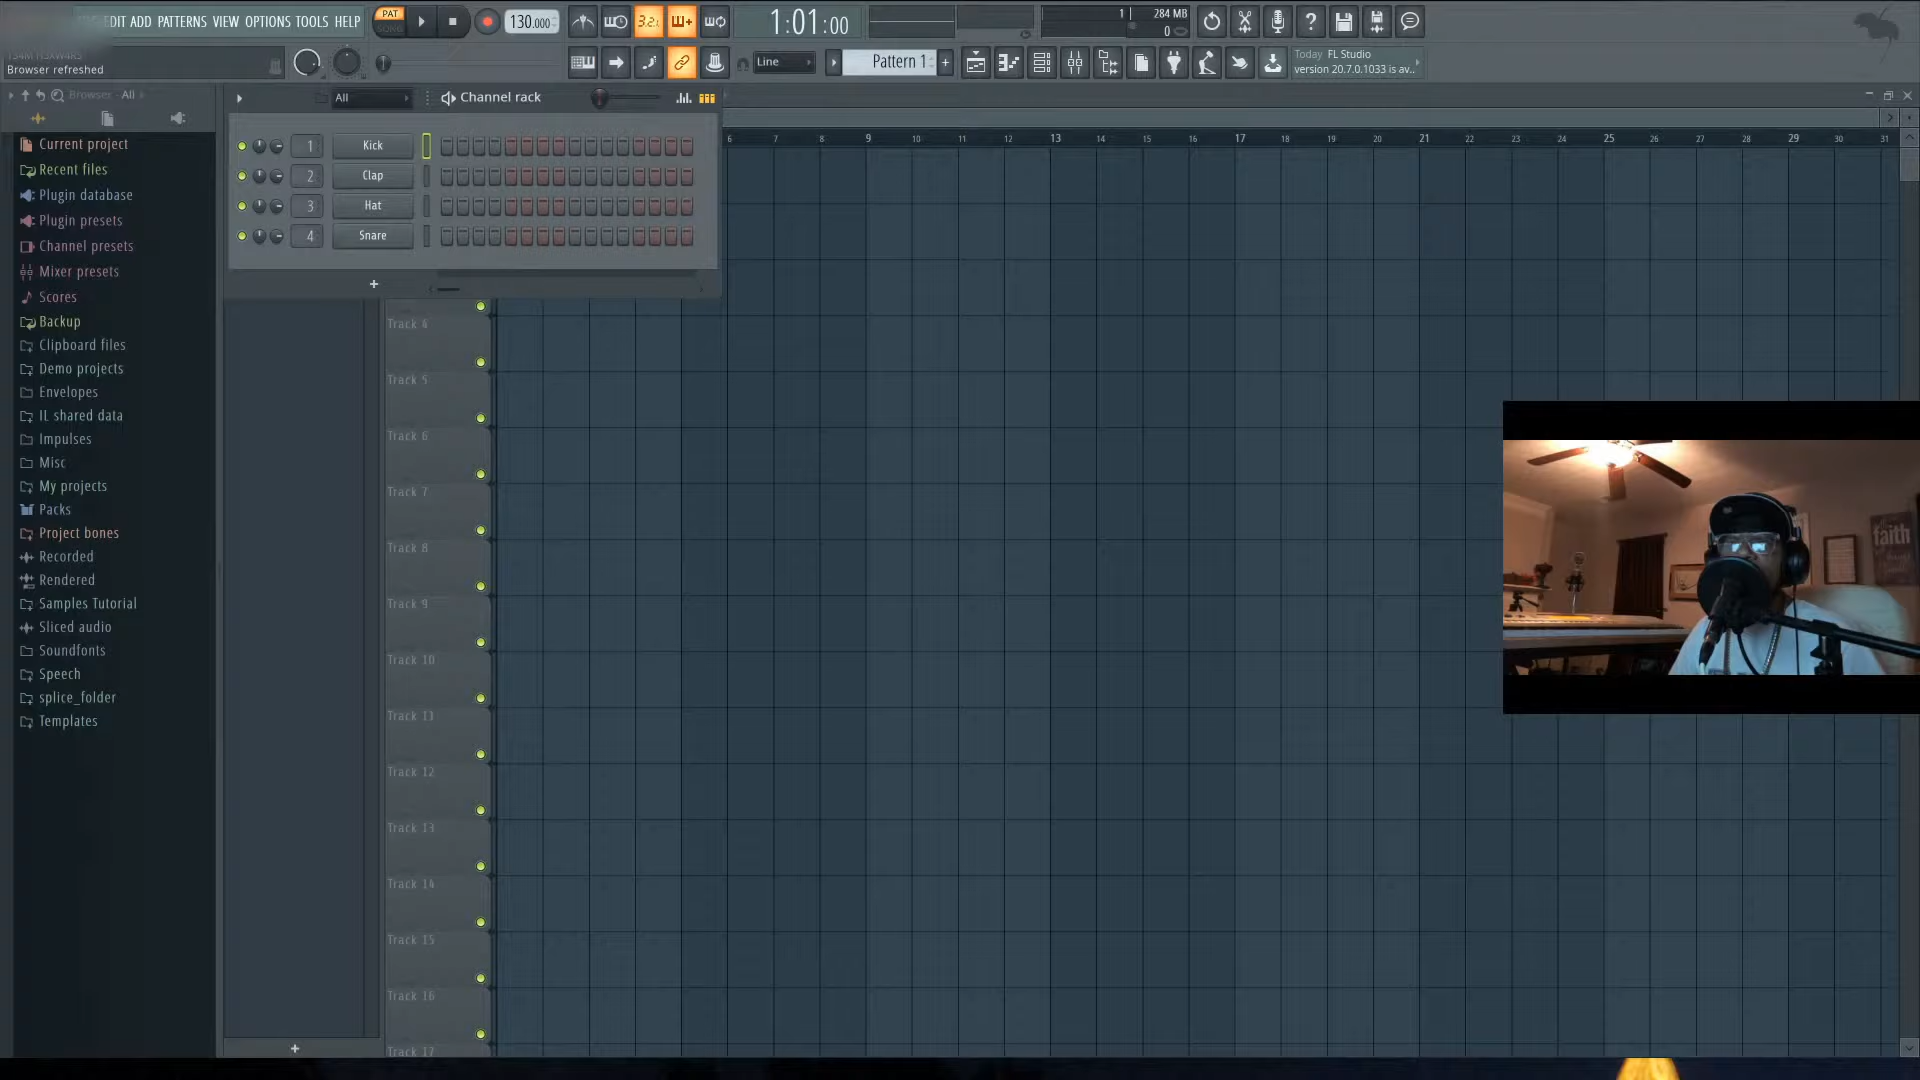 EDIT ADD PATTERNS VIEW OPTIONS TOOLS HELP
PAT
SONG
130.000
3.2.
1:01:00
1
284 MB
0
Browser refreshed
Line
Pattern 1
+
Today FL Studio
version 20.7.0.1033 is av..
Browser - All
All
Channel rack
Current project
Recent files
Plugin database
Plugin presets
Channel presets
Mixer presets
Scores
Backup
Clipboard files
Demo projects
Envelopes
IL shared data
Impulses
Misc
My projects
Packs
Project bones
Recorded
Rendered
Samples Tutorial
Sliced audio
Soundfonts
Speech
splice_folder
Templates
1 Kick
2 Clap
3 Hat
4 Snare
+
6 7 8 9 10 11 12 13 14 15 16 17 18 19 20 21 22 23 24 25 26 27 28 29 30 31
Track 4
Track 5
Track 6
Track 7
Track 8
Track 9
Track 10
Track 11
Track 12
Track 13
Track 14
Track 15
Track 16
Track 17
+
faith